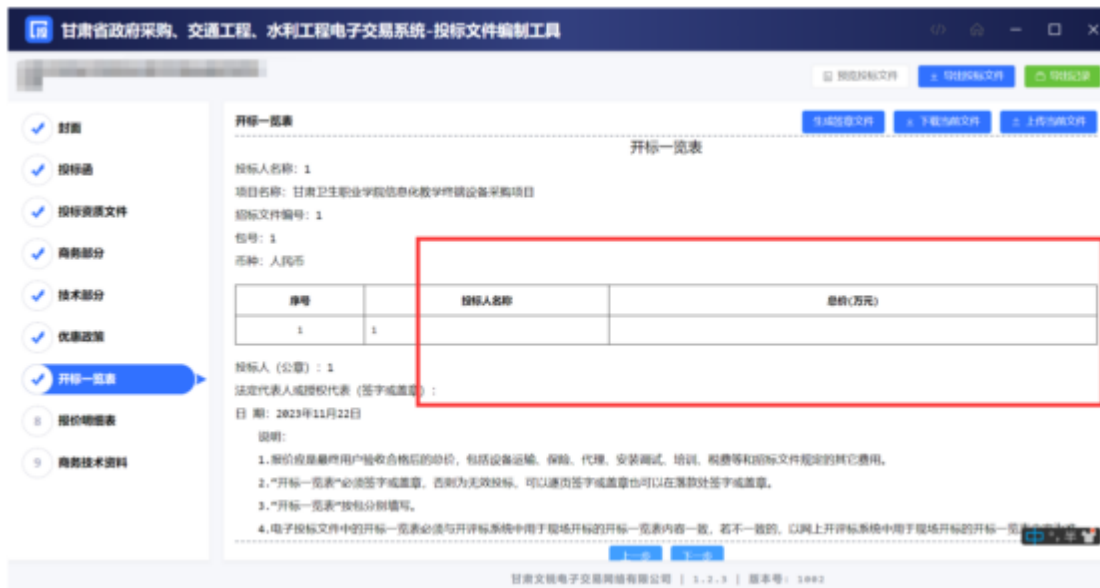 甘肃省政府采购、交通工程、水利工程电子交易系统-投标文件编制工具
预览投标文件
导出投标文件
导出记录
封面
投标函
投标资质文件
商务部分
技术部分
优惠政策
开标一览表
8 报价明细表
9 商务技术资料
开标一览表
生成签章文件
下载当前文件
上传当前文件
开标一览表
投标人名称: 1
项目名称: 甘肃卫生职业学院信息化教学终端设备采购项目
招标文件编号: 1
包号: 1
币种: 人民币
序号 投标人名称 总价(万元)
1 1
投标人(公章): 1
法定代表人或授权代表(签字或盖章):
日 期: 2023年11月22日
说明:
1.报价应是最终用户验收合格后的总价, 包括设备运输、保险、代理、安装调试、培训、税费等和招标文件规定的其它费用。
2."开标一览表"必须签字或盖章, 否则为无效投标, 可以逐页签字或盖章也可以在落款处签字或盖章。
3."开标一览表"按包分别填写。
4.电子投标文件中的开标一览表必须与开评标系统中用于现场开标的开标一览表内容一致, 若不一致的, 以网上开评标系统中用于现场开标的开标一览
中
上一步
下一步
甘肃文锐电子交易网络有限公司 | 1.2.3 | 版本号: 1002